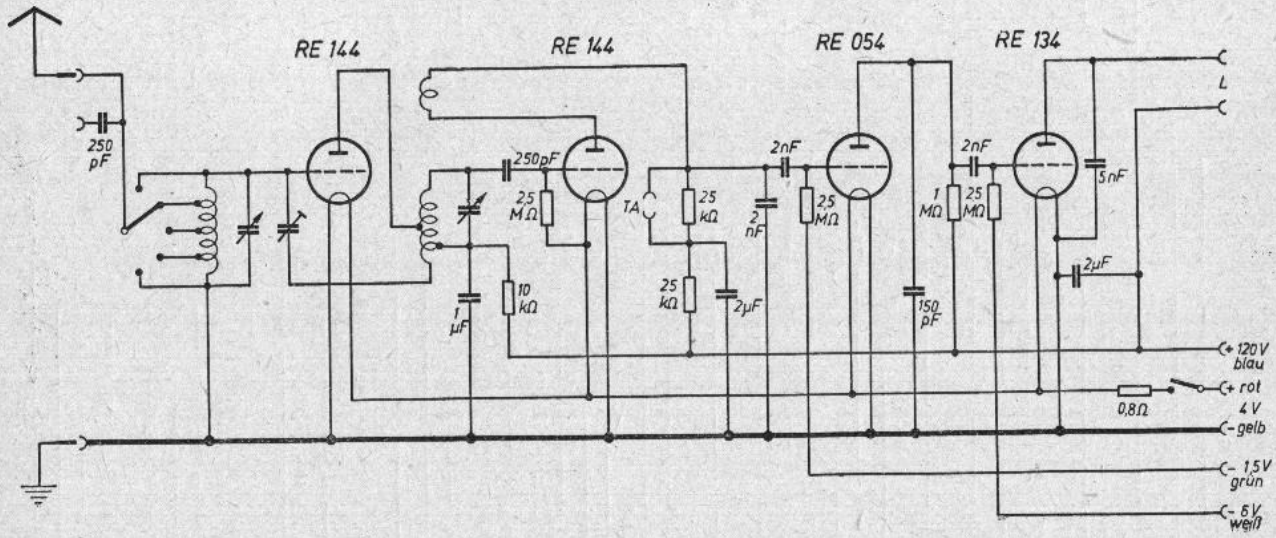 RE 144
RE 144
RE 054
RE 134
L
250
pF
250pF
2,5
MΩ
10
kΩ
1
µF
TA
25
kΩ
25
kΩ
2µF
2
nF
2nF
2,5
MΩ
150
pF
2nF
1
MΩ
25
MΩ
5nF
2µF
+ 120V
blau
+ rot
0,8Ω
4V
- gelb
- 1,5V
grün
- 6V
weiß